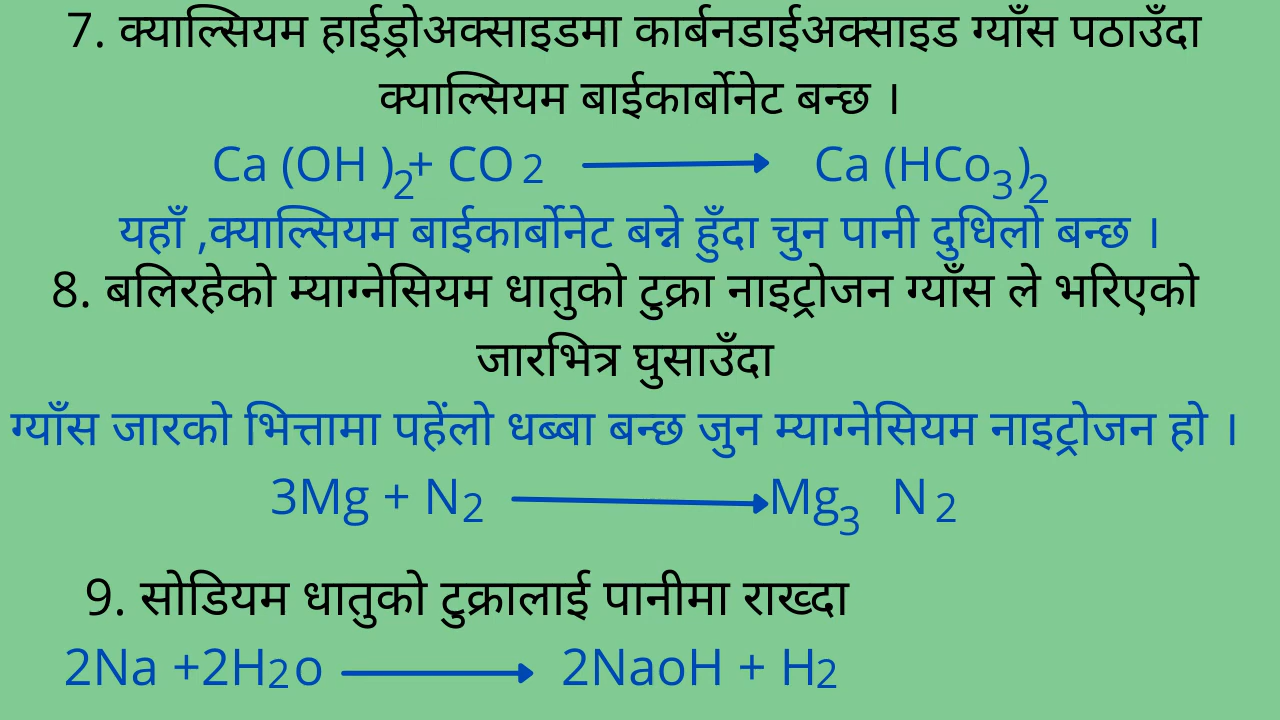 7. क्याल्सियम हाईड्रोअक्साइडमा कार्बनडाईअक्साइड ग्याँस पठाउँदा
क्याल्सियम बाईकार्बोनेट बन्छ ।
Ca (OH )₂+ CO ₂ ⟶ Ca (HCo₃)₂
यहाँ ,क्याल्सियम बाईकार्बोनेट बन्ने हुँदा चुन पानी दुधिलो बन्छ ।
8. बलिरहेको म्याग्नेसियम धातुको टुक्रा नाइट्रोजन ग्याँस ले भरिएको
जारभित्र घुसाउँदा
ग्याँस जारको भित्तामा पहेंलो धब्बा बन्छ जुन म्याग्नेसियम नाइट्रोजन हो ।
3Mg + N₂ ⟶ Mg₃ N ₂
9. सोडियम धातुको टुक्रालाई पानीमा राख्दा
2Na +2H₂o ⟶ 2NaoH + H₂